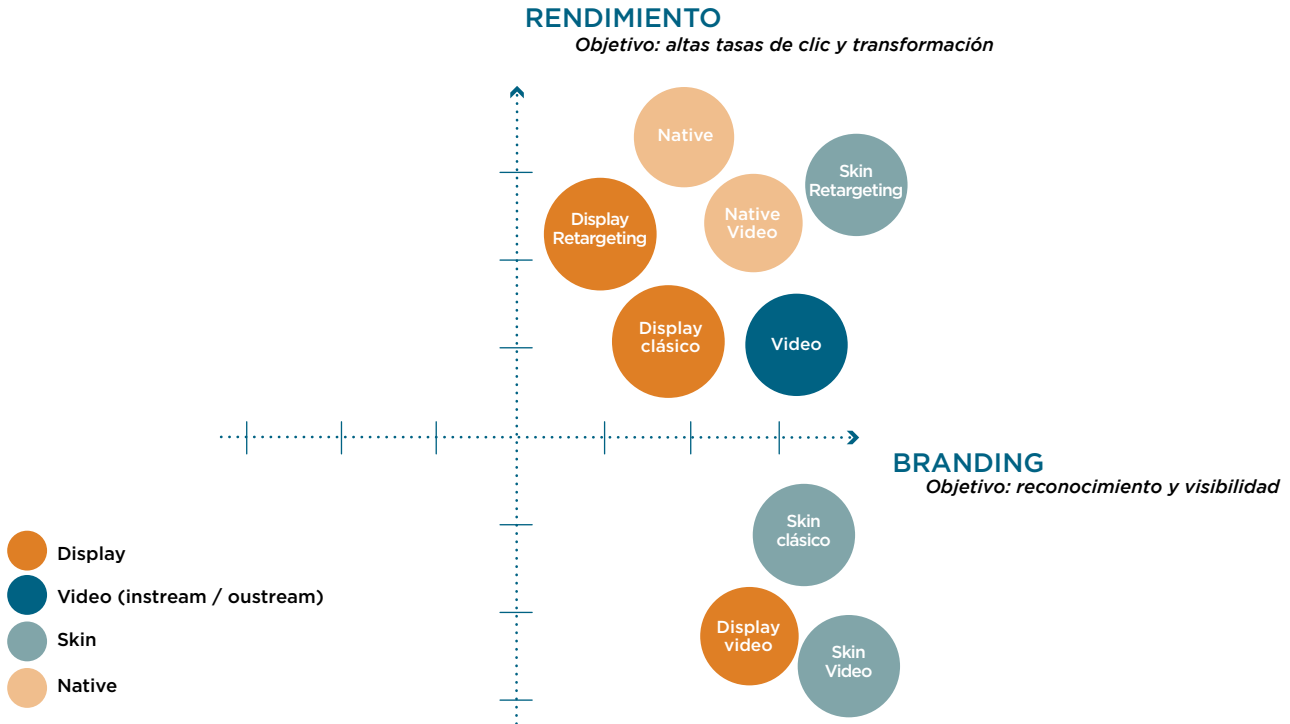 RENDIMIENTO
Objetivo: altas tasas de clic y transformación
Native
Skin
Retargeting
Native
Video
Display
Retargeting
Display
clásico
Video
BRANDING
Objetivo: reconocimiento y visibilidad
Skin
clásico
Display
video
Skin
Video
Display
Video (instream / oustream)
Skin
Native